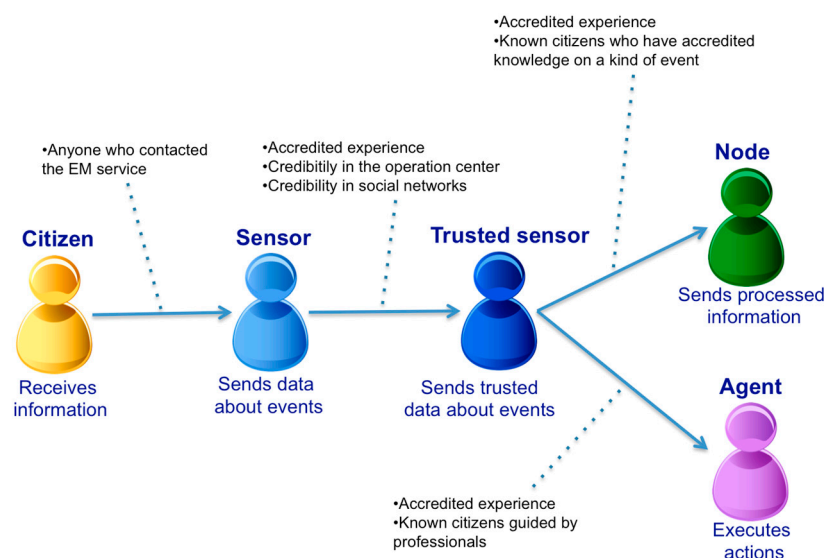 •Accredited experience
•Known citizens who have accredited
knowledge on a kind of event
•Anyone who contacted
the EM service
•Accredited experience
•Credibitily in the operation center
•Credibility in social networks
Node
Citizen
Sensor
Trusted sensor
Sends processed
information
Receives
information
Sends data
about events
Sends trusted
data about events
Agent
•Accredited experience
•Known citizens guided by
professionals
Executes
actions